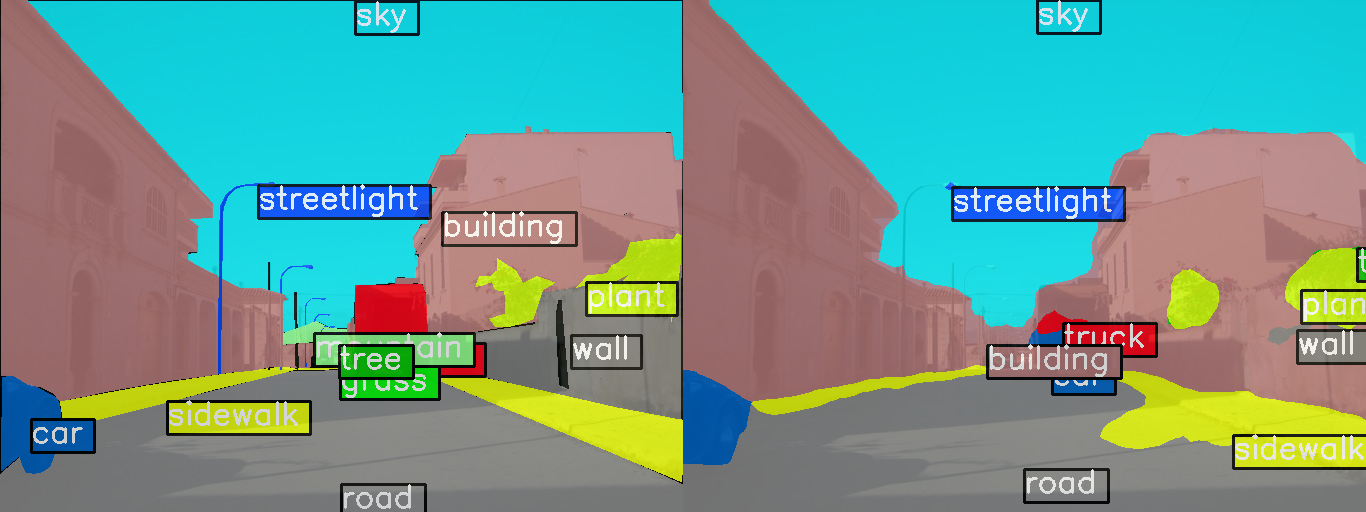 sky
streetlight
building
plant
mountain
wall
tree
grass
sidewalk
car
road
sky
streetlight
plan
truck
wall
building
car
sidewalk
road